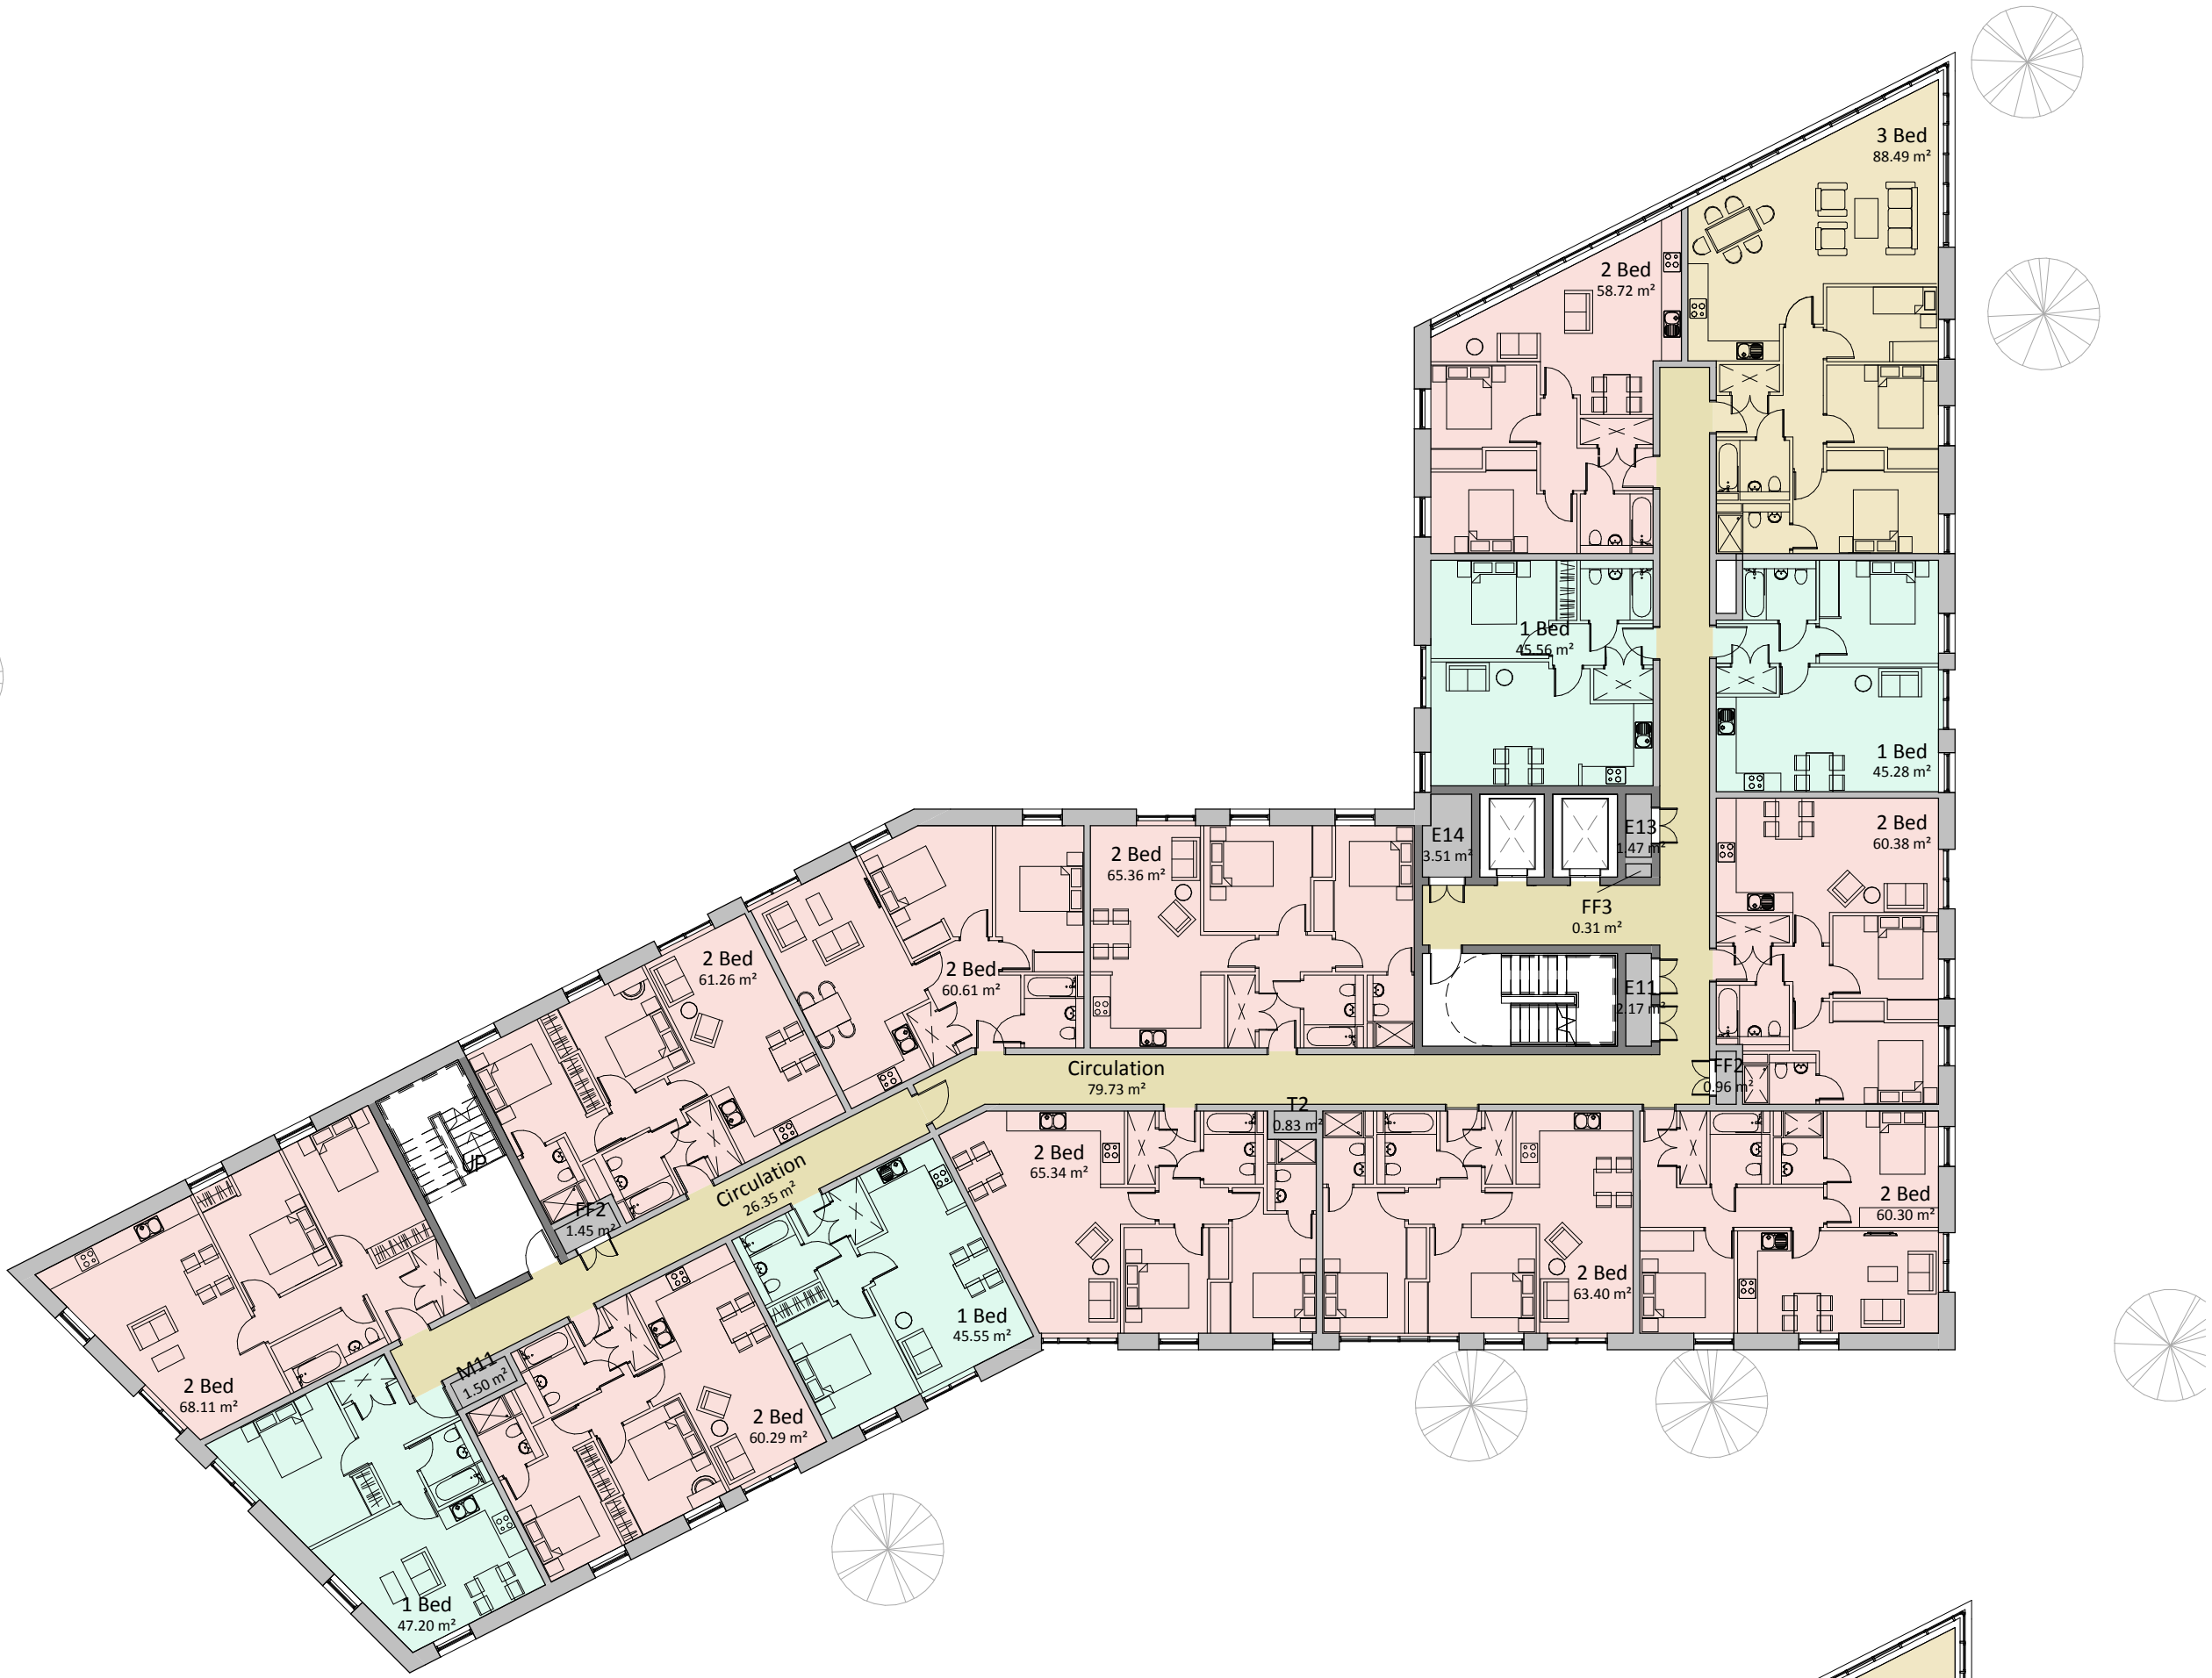 3 Bed
88.49 m²
2 Bed
58.72 m²
1 Bed
45.56 m²
1 Bed
45.28 m²
E14
3.51 m²
E13
1.47 m²
2 Bed
60.38 m²
2 Bed
65.36 m²
FF3
0.31 m²
2 Bed
61.26 m²
2 Bed
60.61 m²
E11
2.17 m²
Circulation
79.73 m²
FF2
0.96 m²
T2
0.83 m²
2 Bed
65.34 m²
UP
Circulation
26.35 m²
2 Bed
60.30 m²
FF2
1.45 m²
2 Bed
63.40 m²
1 Bed
45.55 m²
M11
1.50 m²
2 Bed
68.11 m²
2 Bed
60.29 m²
1 Bed
47.20 m²